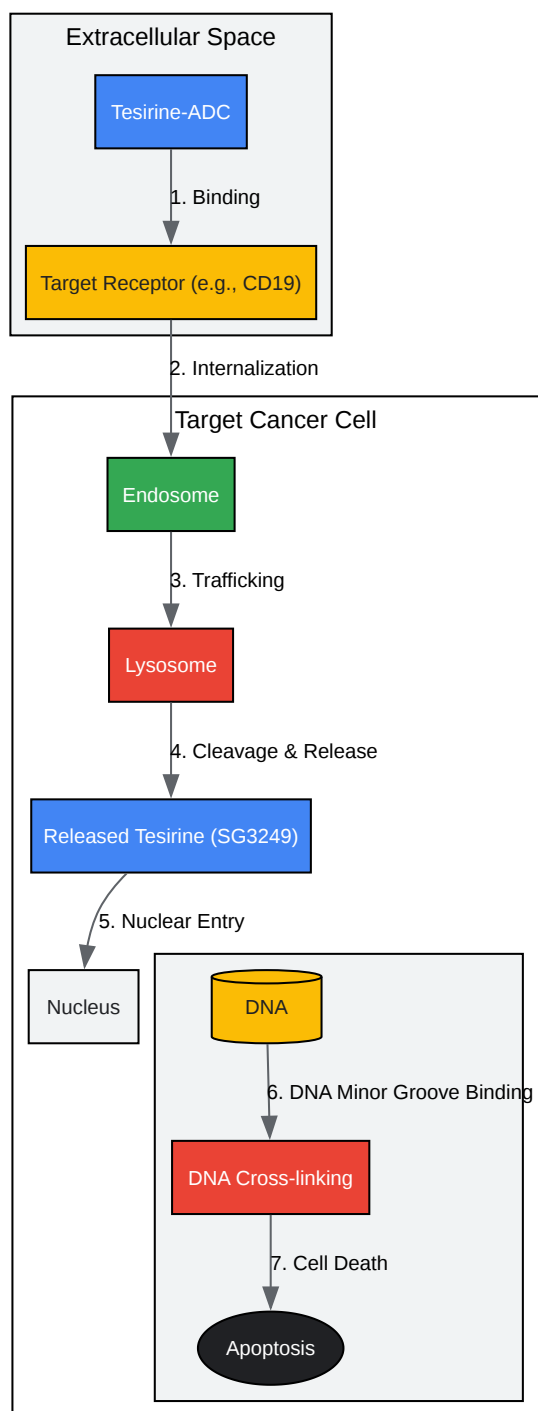 Extracellular Space
Tesirine-ADC
1. Binding
Target Receptor (e.g., CD19)
2. Internalization
Target Cancer Cell
Endosome
3. Trafficking
Lysosome
4. Cleavage & Release
Released Tesirine (SG3249)
5. Nuclear Entry
Nucleus
DNA
6. DNA Minor Groove Binding
DNA Cross-linking
7. Cell Death
Apoptosis